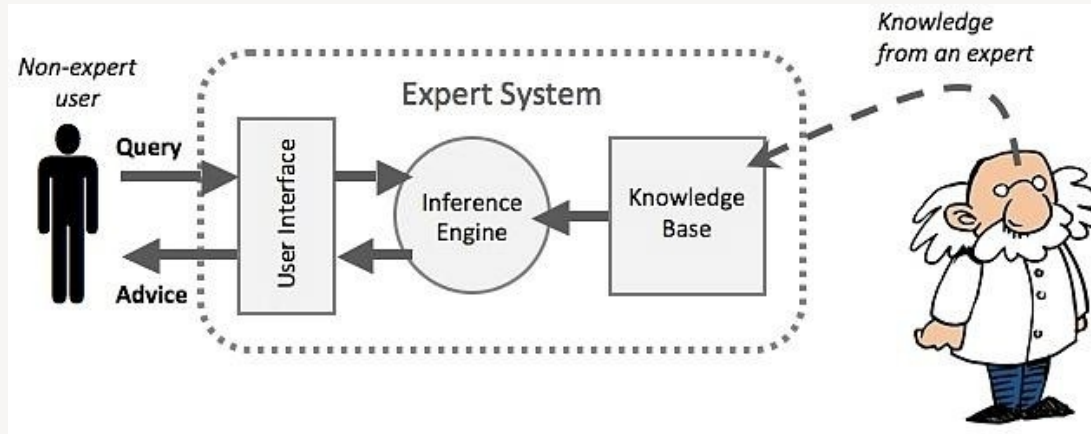 Non-expert
user
Query
Advice
Expert System
User Interface
Inference
Engine
Knowledge
Base
Knowledge
from an expert